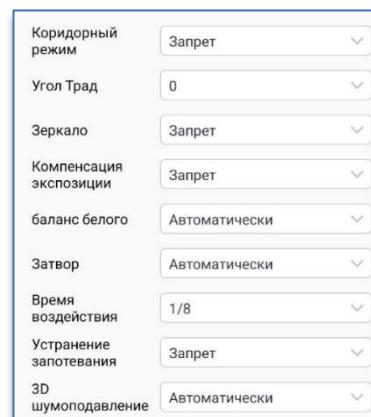 Коридорный
режим
Запрет
Угол Трад
0
Зеркало
Запрет
Компенсация
экспозиции
Запрет
баланс белого
Автоматически
Затвор
Автоматически
Время
воздействия
1/8
Устранение
запотевания
Запрет
3D
шумоподавление
Автоматически